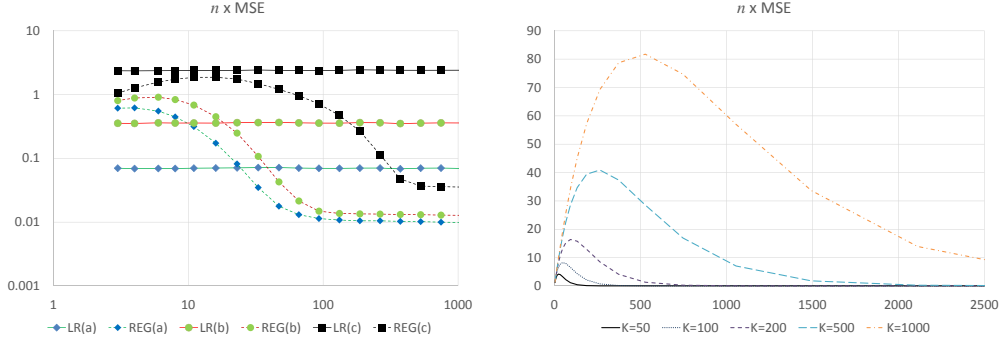 n x MSE
10
1
0.1
0.01
0.001
1 10 100 1000
LR(a) REG(a) LR(b) REG(b) LR(c) REG(c)
n x MSE
90
80
70
60
50
40
30
20
10
0
0 500 1000 1500 2000 2500
K=50 K=100 K=200 K=500 K=1000